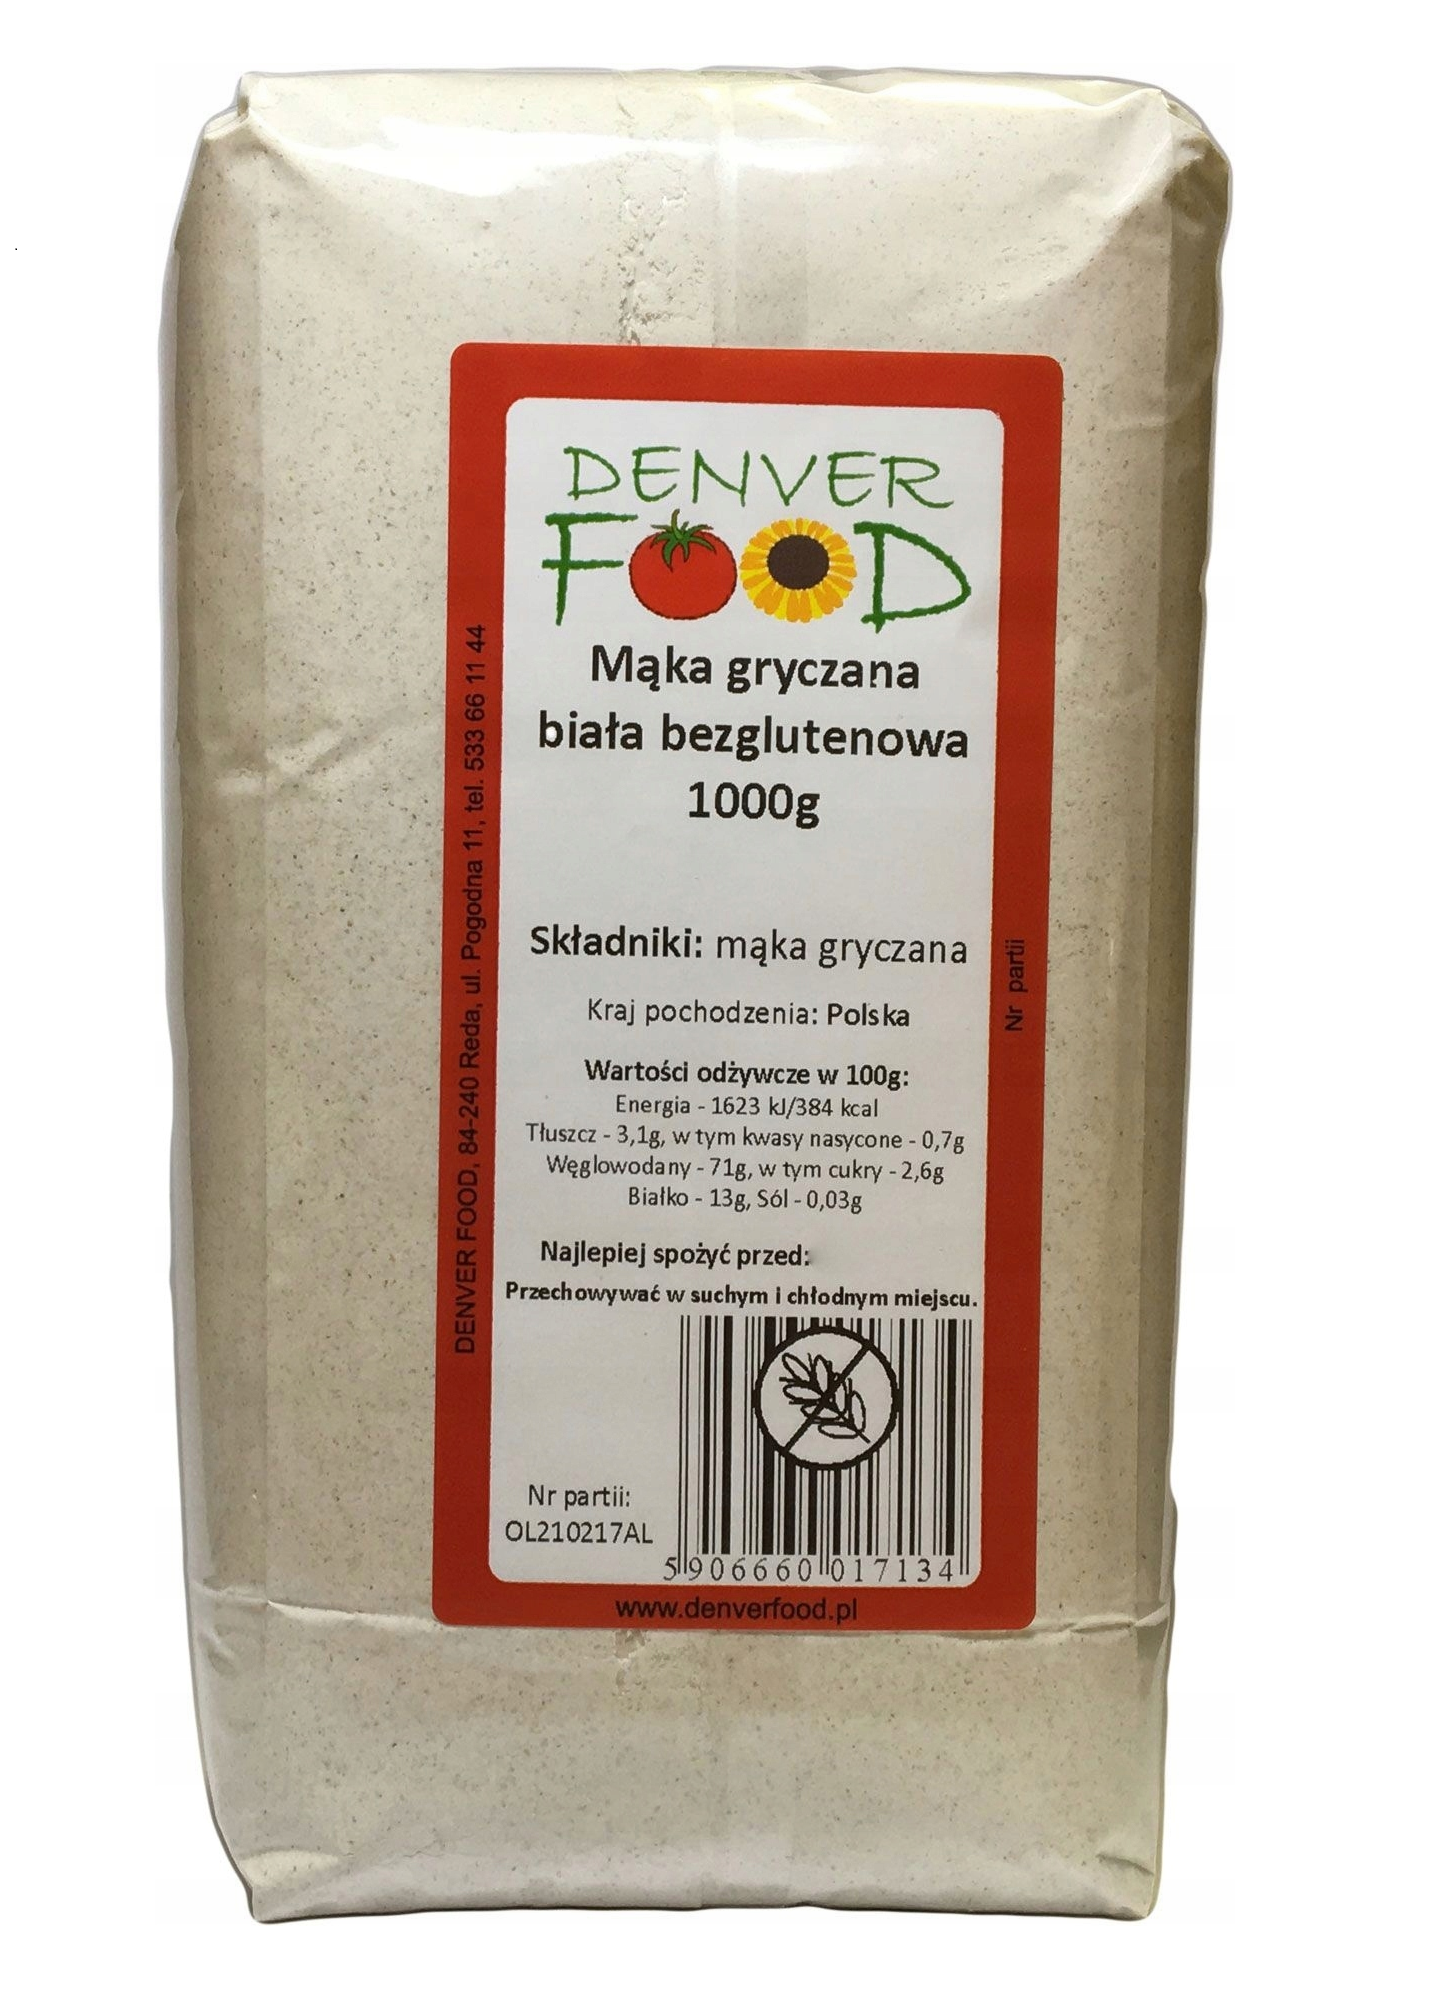 DENVER
FOOD
Mąka gryczana
biała bezglutenowa
1000g
Składniki: mąka gryczana
Kraj pochodzenia: Polska
Wartości odżywcze w 100g:
Energia - 1623 kJ/384 kcal
Tłuszcz - 3,1g, w tym kwasy nasycone - 0,7g
Węglowodany - 71g, w tym cukry - 2,6g
Białko - 13g, Sól - 0,03g
Najlepiej spożyć przed:
Przechowywać w suchym i chłodnym miejscu.
Nr partii:
OL210217AL
5 906660 017134
www.denverfood.pl
DENVER FOOD, 84-240 Reda, ul. Pogodna 11, tel. 533 66 11 44
Nr partii